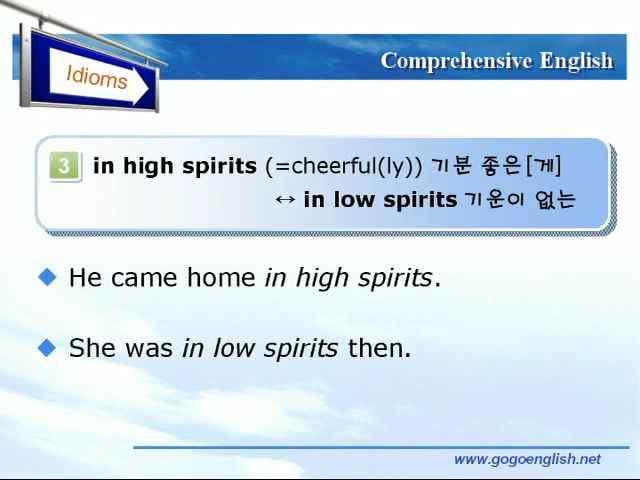 Comprehensive English
Idioms
3 in high spirits (=cheerful(ly)) 기분 좋은[게]
↔ in low spirits 기운이 없는
He came home in high spirits.
She was in low spirits then.
www.gogoenglish.net